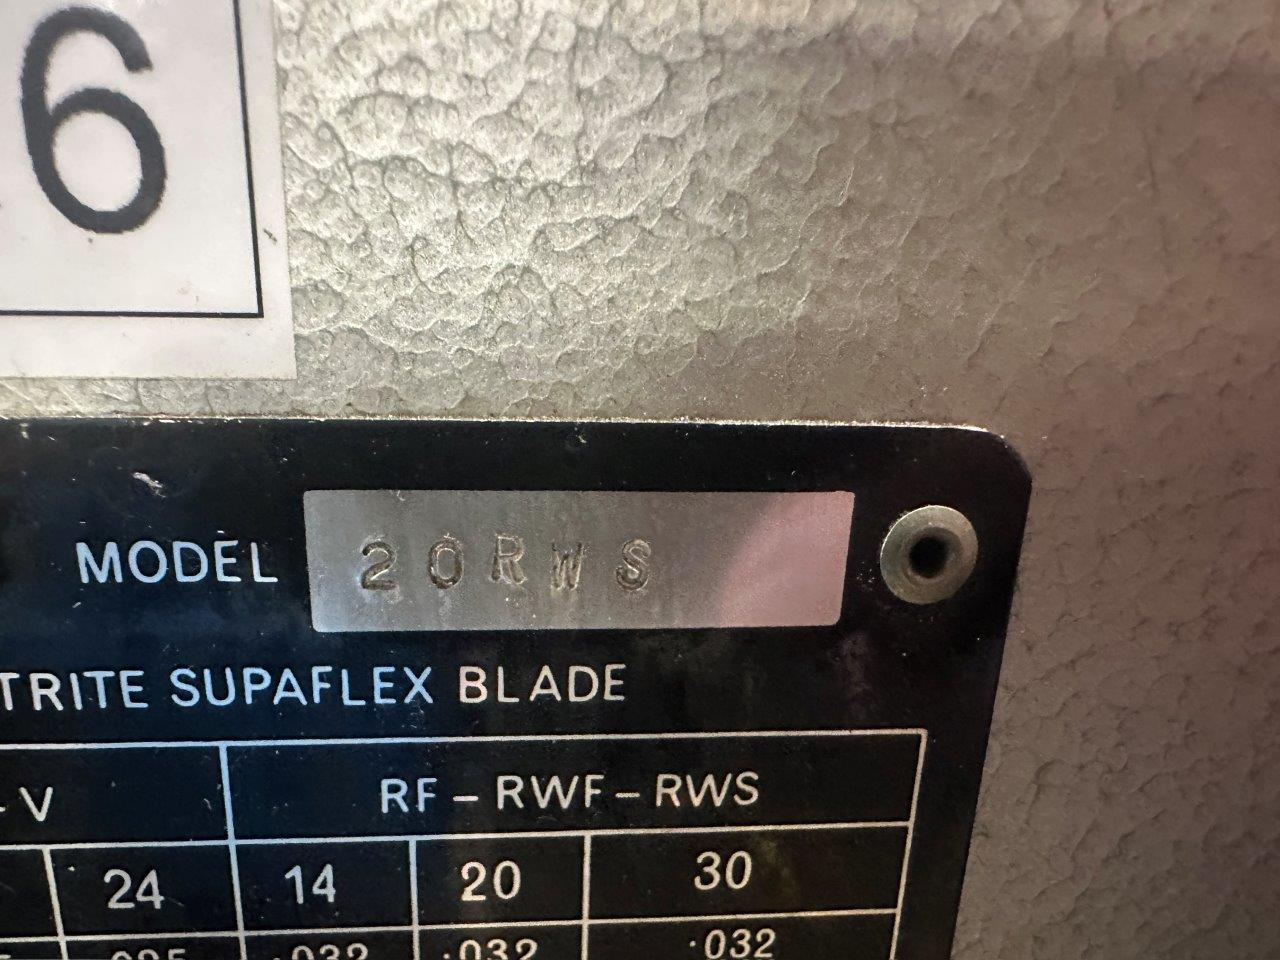 6
MODEL 20RWS
TRITE SUPAFLEX BLADE
- V RF - RWF - RWS
24 14 20 30
.032 .032 .032